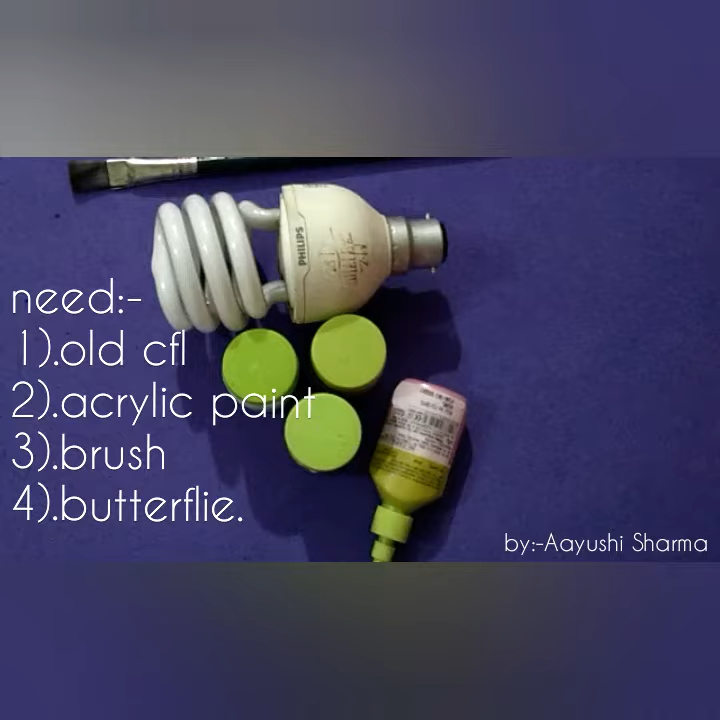 PHILIPS
need:-
1).old cfl
2).acrylic paint
3).brush
4).butterflie.
by:-Aayushi Sharma